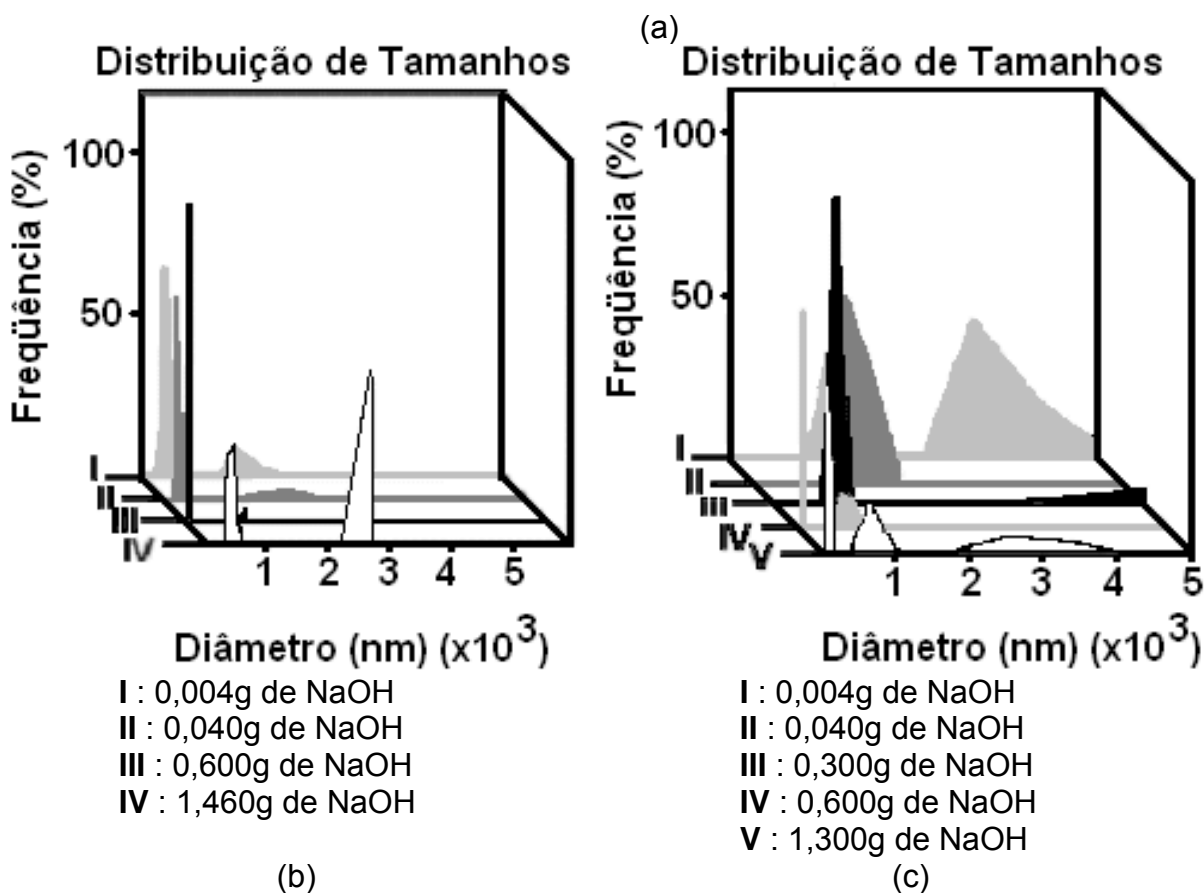 (a)
Distribuição de Tamanhos
Freqüência (%)
100
50
I
II
III
IV
1 2 3 4 5
Diâmetro (nm) (x10³)
I : 0,004g de NaOH
II : 0,040g de NaOH
III : 0,600g de NaOH
IV : 1,460g de NaOH
(b)
Distribuição de Tamanhos
Freqüência (%)
100
50
I
II
III
IV
V
1 2 3 4 5
Diâmetro (nm) (x10³)
I : 0,004g de NaOH
II : 0,040g de NaOH
III : 0,300g de NaOH
IV : 0,600g de NaOH
V : 1,300g de NaOH
(c)